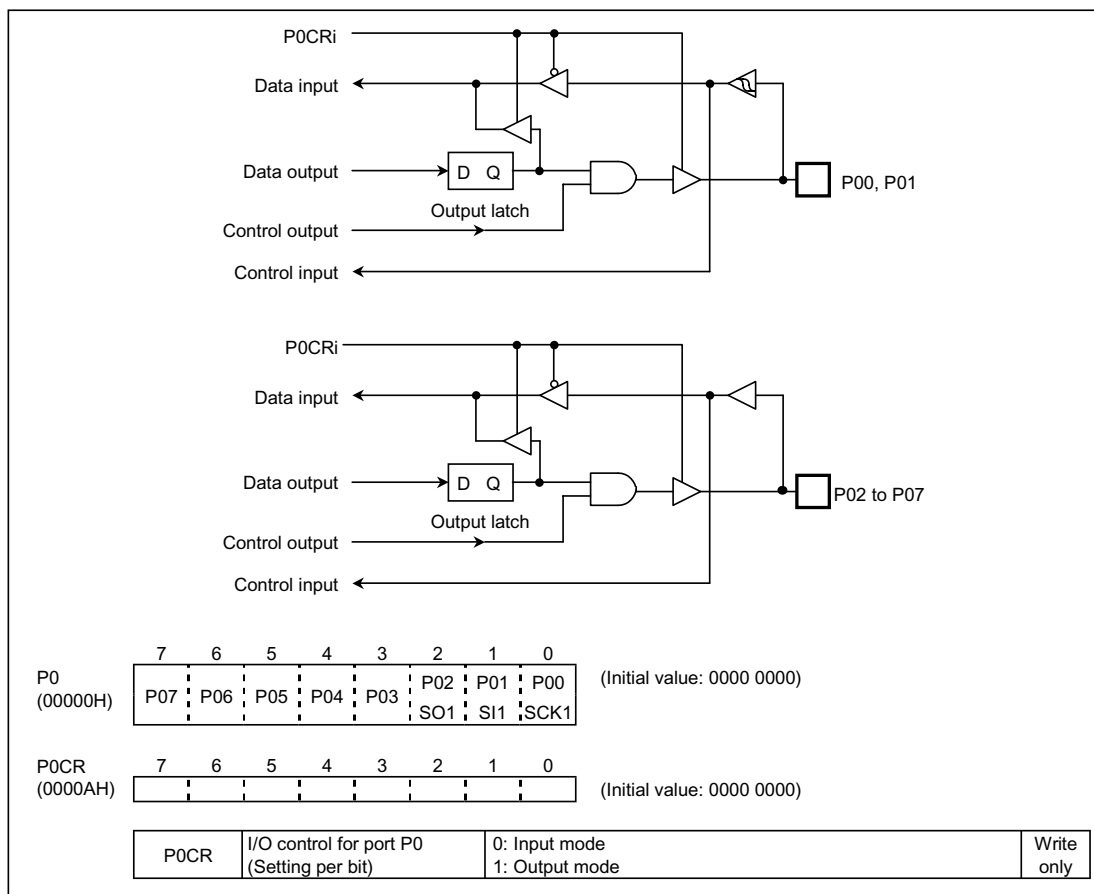 P0CRi
Data input
Data output
D Q
Output latch
Control output
Control input
P00, P01
P0CRi
Data input
Data output
D Q
Output latch
Control output
Control input
P02 to P07
7 6 5 4 3 2 1 0
P0
(00000H)
P07 P06 P05 P04 P03 P02 P01 P00
SO1 SI1 SCK1
(Initial value: 0000 0000)
P0CR
(0000AH)
7 6 5 4 3 2 1 0
(Initial value: 0000 0000)
P0CR
I/O control for port P0
(Setting per bit)
0: Input mode
1: Output mode
Write
only